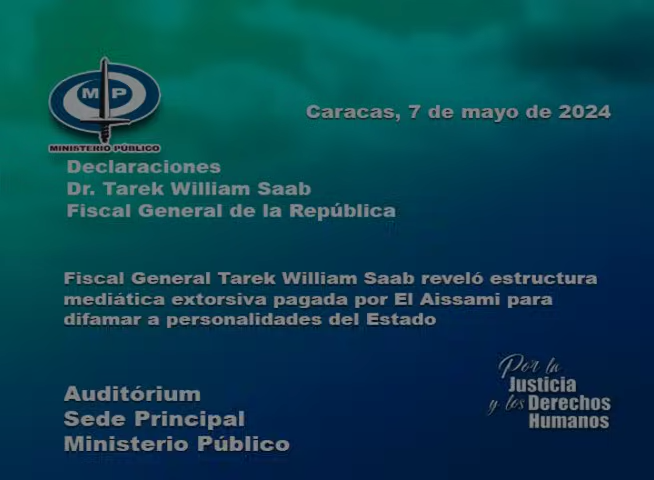 MP
MINISTERIO PÚBLICO
Caracas, 7 de mayo de 2024
Declaraciones
Dr. Tarek William Saab
Fiscal General de la República
Fiscal General Tarek William Saab reveló estructura
mediática extorsiva pagada por El Aissami para
difamar a personalidades del Estado
Auditórium
Sede Principal
Ministerio Público
Por la
Justicia
y los Derechos
Humanos